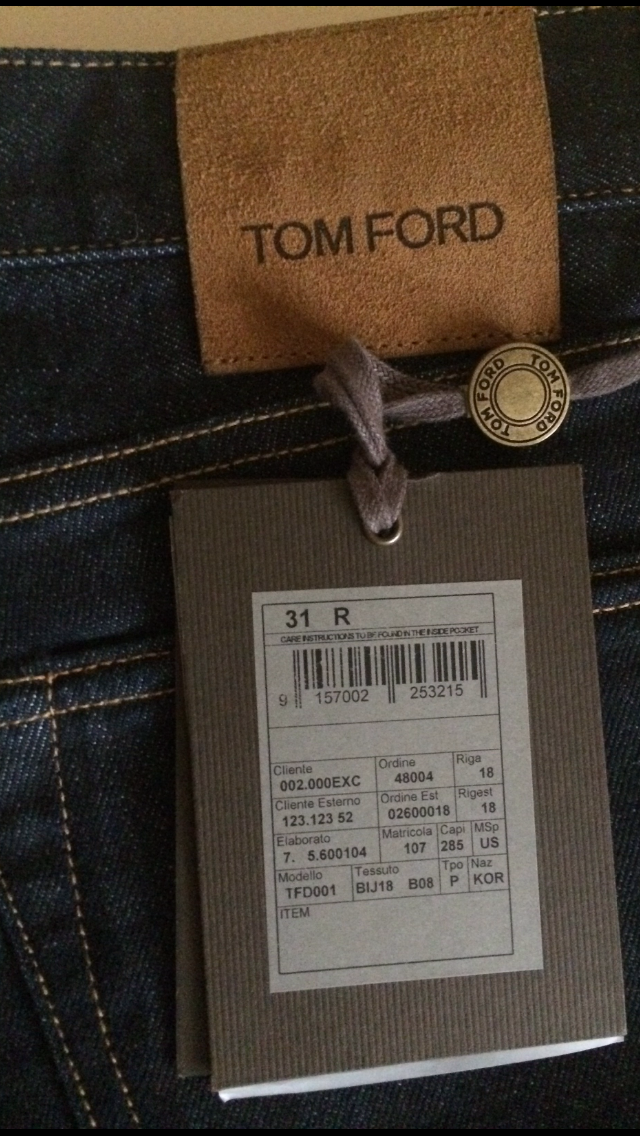 TOM FORD
TOM FORD TOM FORD
31 R
CARE INSTRUCTIONS TO BE FOUND IN THE INSIDE POCKET
9 157002 253215
Cliente Ordine Riga
002.000EXC 48004 18
Cliente Esterno Ordine Est Rigest
123.123 52 02600018 18
Elaborato Matricola Capi MSp
7. 5.600104 107 285 US
Modello Tessuto Tpo Naz
TFD001 BIJ18 B08 P KOR
ITEM